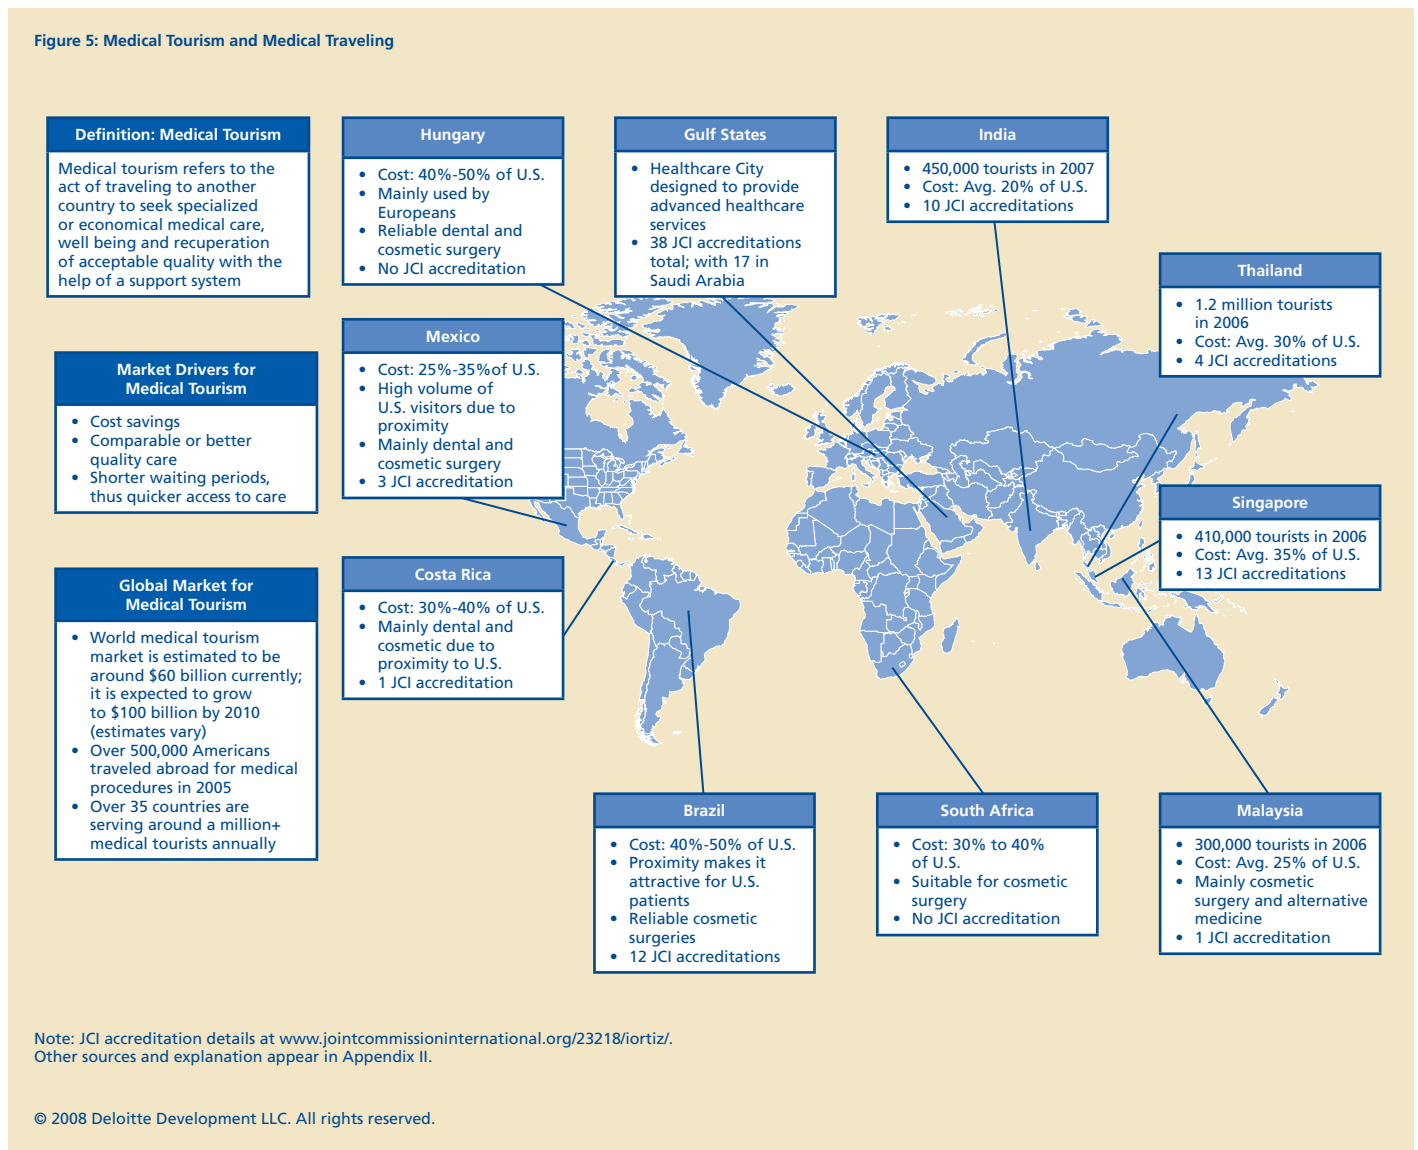 Figure 5: Medical Tourism and Medical Traveling
Definition: Medical Tourism
Medical tourism refers to the
act of traveling to another
country to seek specialized
or economical medical care,
well being and recuperation
of acceptable quality with the
help of a support system
Market Drivers for
Medical Tourism
• Cost savings
• Comparable or better
quality care
• Shorter waiting periods,
thus quicker access to care
Global Market for
Medical Tourism
• World medical tourism
market is estimated to be
around $60 billion currently;
it is expected to grow
to $100 billion by 2010
(estimates vary)
• Over 500,000 Americans
traveled abroad for medical
procedures in 2005
• Over 35 countries are
serving around a million+
medical tourists annually
Hungary
• Cost: 40%-50% of U.S.
• Mainly used by
Europeans
• Reliable dental and
cosmetic surgery
• No JCI accreditation
Mexico
• Cost: 25%-35%of U.S.
• High volume of
U.S. visitors due to
proximity
• Mainly dental and
cosmetic surgery
• 3 JCI accreditation
Costa Rica
• Cost: 30%-40% of U.S.
• Mainly dental and
cosmetic due to
proximity to U.S.
• 1 JCI accreditation
Gulf States
• Healthcare City
designed to provide
advanced healthcare
services
• 38 JCI accreditations
total; with 17 in
Saudi Arabia
India
• 450,000 tourists in 2007
• Cost: Avg. 20% of U.S.
• 10 JCI accreditations
Thailand
• 1.2 million tourists
in 2006
• Cost: Avg. 30% of U.S.
• 4 JCI accreditations
Singapore
• 410,000 tourists in 2006
• Cost: Avg. 35% of U.S.
• 13 JCI accreditations
Brazil
• Cost: 40%-50% of U.S.
• Proximity makes it
attractive for U.S.
patients
• Reliable cosmetic
surgeries
• 12 JCI accreditations
South Africa
• Cost: 30% to 40%
of U.S.
• Suitable for cosmetic
surgery
• No JCI accreditation
Malaysia
• 300,000 tourists in 2006
• Cost: Avg. 25% of U.S.
• Mainly cosmetic
surgery and alternative
medicine
• 1 JCI accreditation
Note: JCI accreditation details at www.jointcommissioninternational.org/23218/iortiz/.
Other sources and explanation appear in Appendix II.
© 2008 Deloitte Development LLC. All rights reserved.